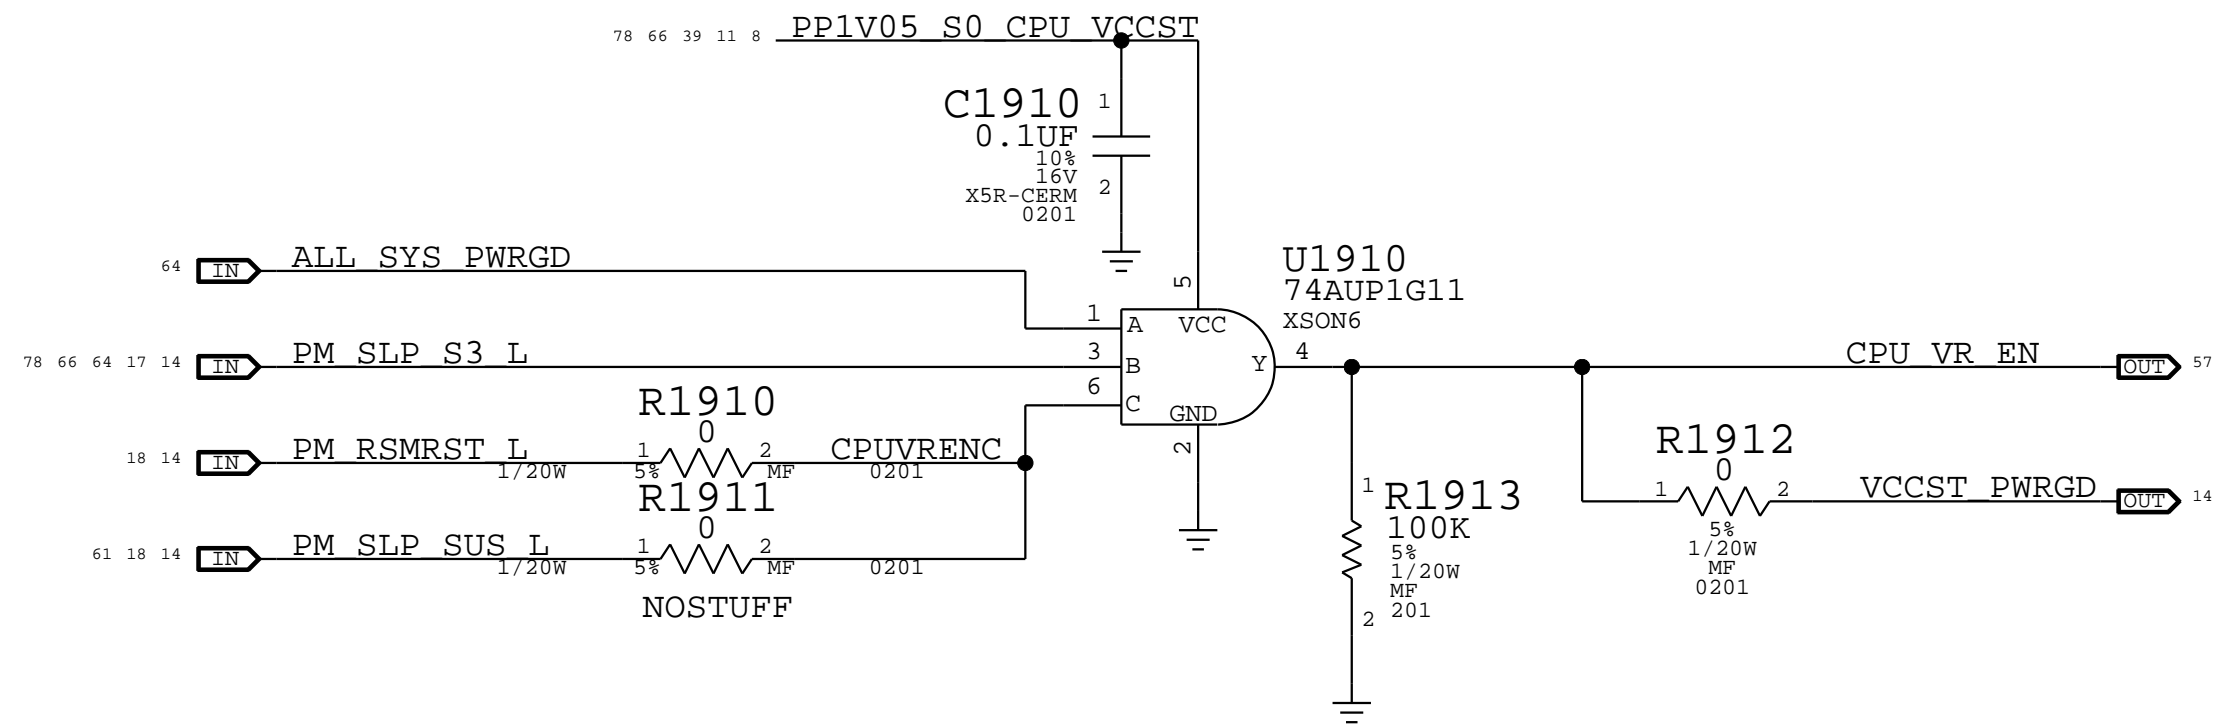 78 66 39 11 8 PP1V05_S0_CPU_VCCST
C1910 1
0.1UF
10%
16V
X5R-CERM 2
0201
64 IN ALL_SYS_PWRGD
U1910
74AUP1G11
XSON6
5
1 A VCC
78 66 64 17 14 IN PM_SLP_S3_L 3 B Y 4 CPU_VR_EN OUT 57
6 C
GND
2
R1910
0
18 14 IN PM_RSMRST_L 1 2 CPUVRENC
1/20W 5% MF 0201
R1911
0
61 18 14 IN PM_SLP_SUS_L 1 2
1/20W 5% MF 0201
NOSTUFF
R1912
0
1 2 VCCST_PWRGD OUT 14
5%
1/20W
MF
0201
1 R1913
100K
5%
1/20W
MF
2 201